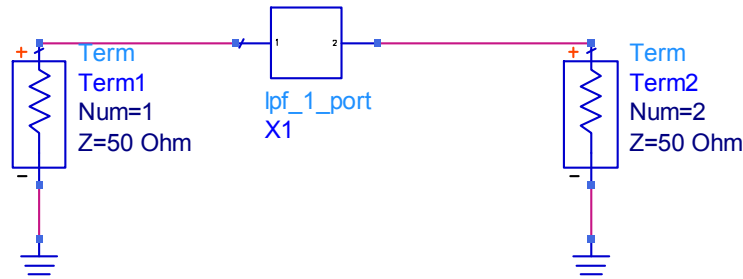 +
Term
Term1
Num=1
Z=50 Ohm
-
1
2
lpf_1_port
X1
+
Term
Term2
Num=2
Z=50 Ohm
-